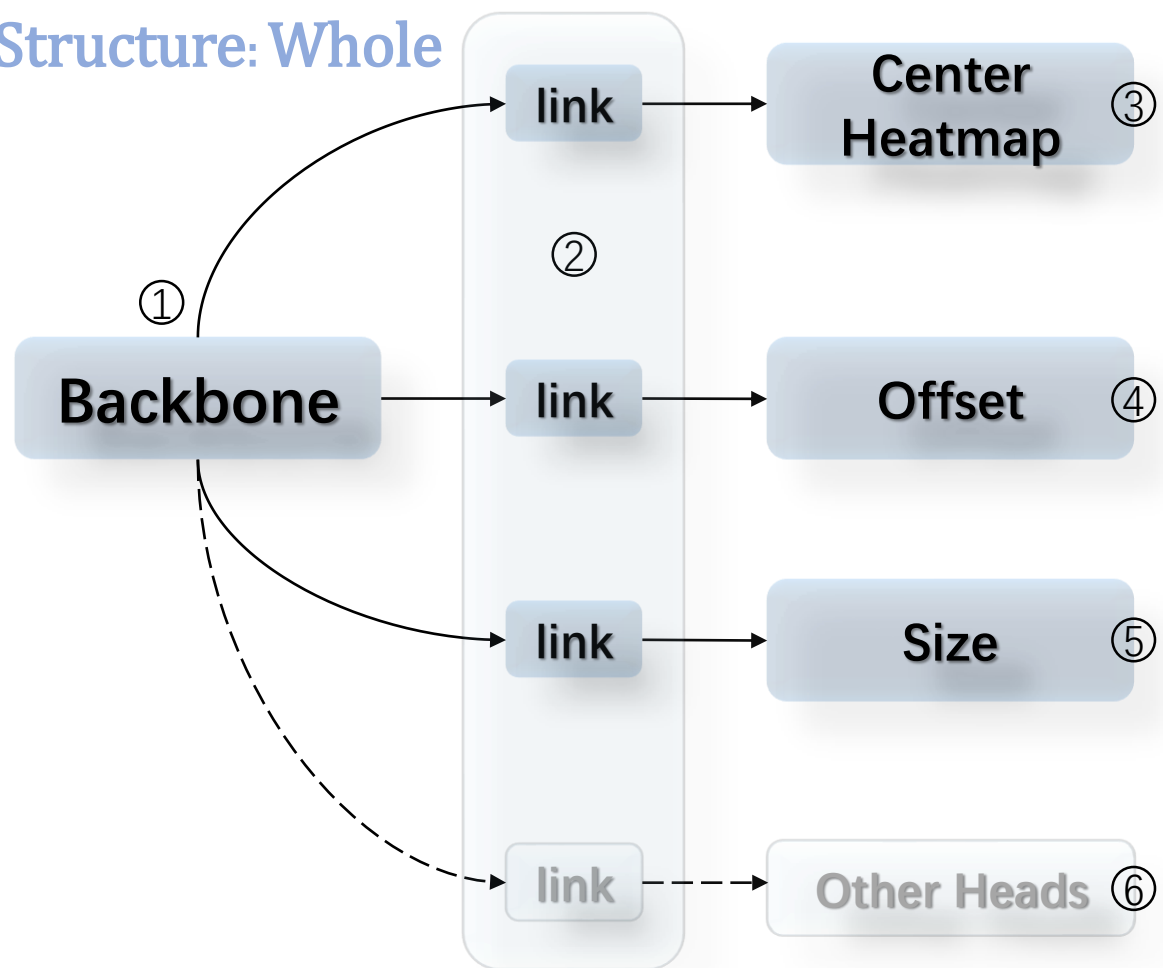 Structure: Whole
link
Center
Heatmap
③
②
①
Backbone
link
Offset
④
link
Size
⑤
link
Other Heads
⑥